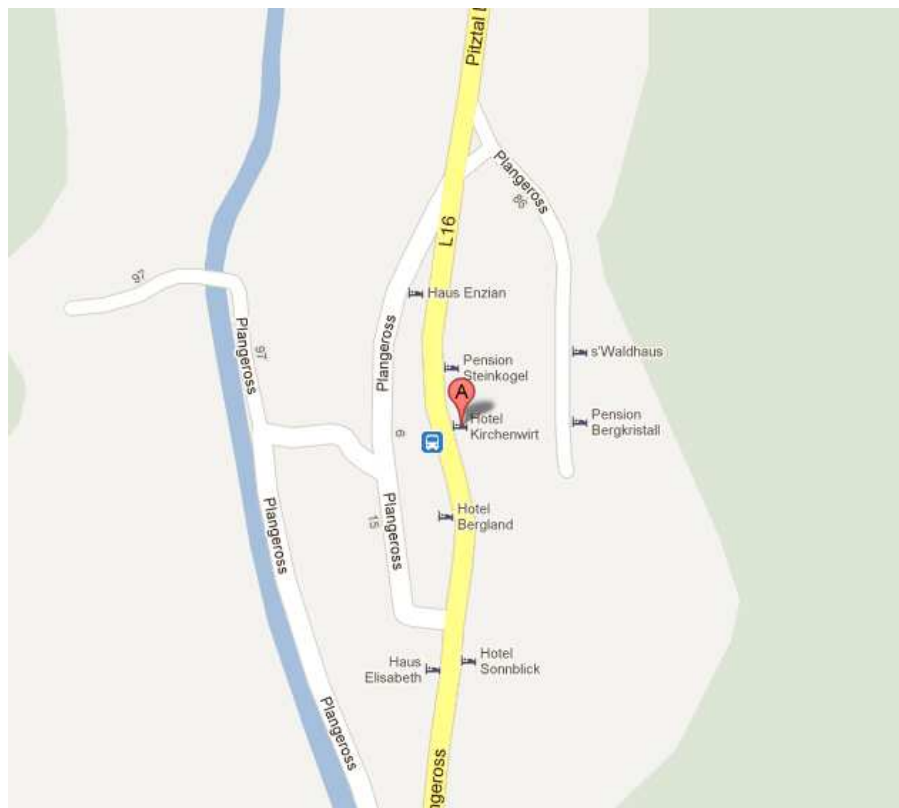 Pitztal L
Plangeross
86
L16
97
Haus Enzian
Plangeross
97
Plangeross
s'Waldhaus
Pension
Steinkogel
A
Hotel
Kirchenwirt
Pension
Bergkristall
6
Plangeross
15
Hotel
Bergland
Plangeross
Haus
Elisabeth
Hotel
Sonnblick
Plangeross
ngeross